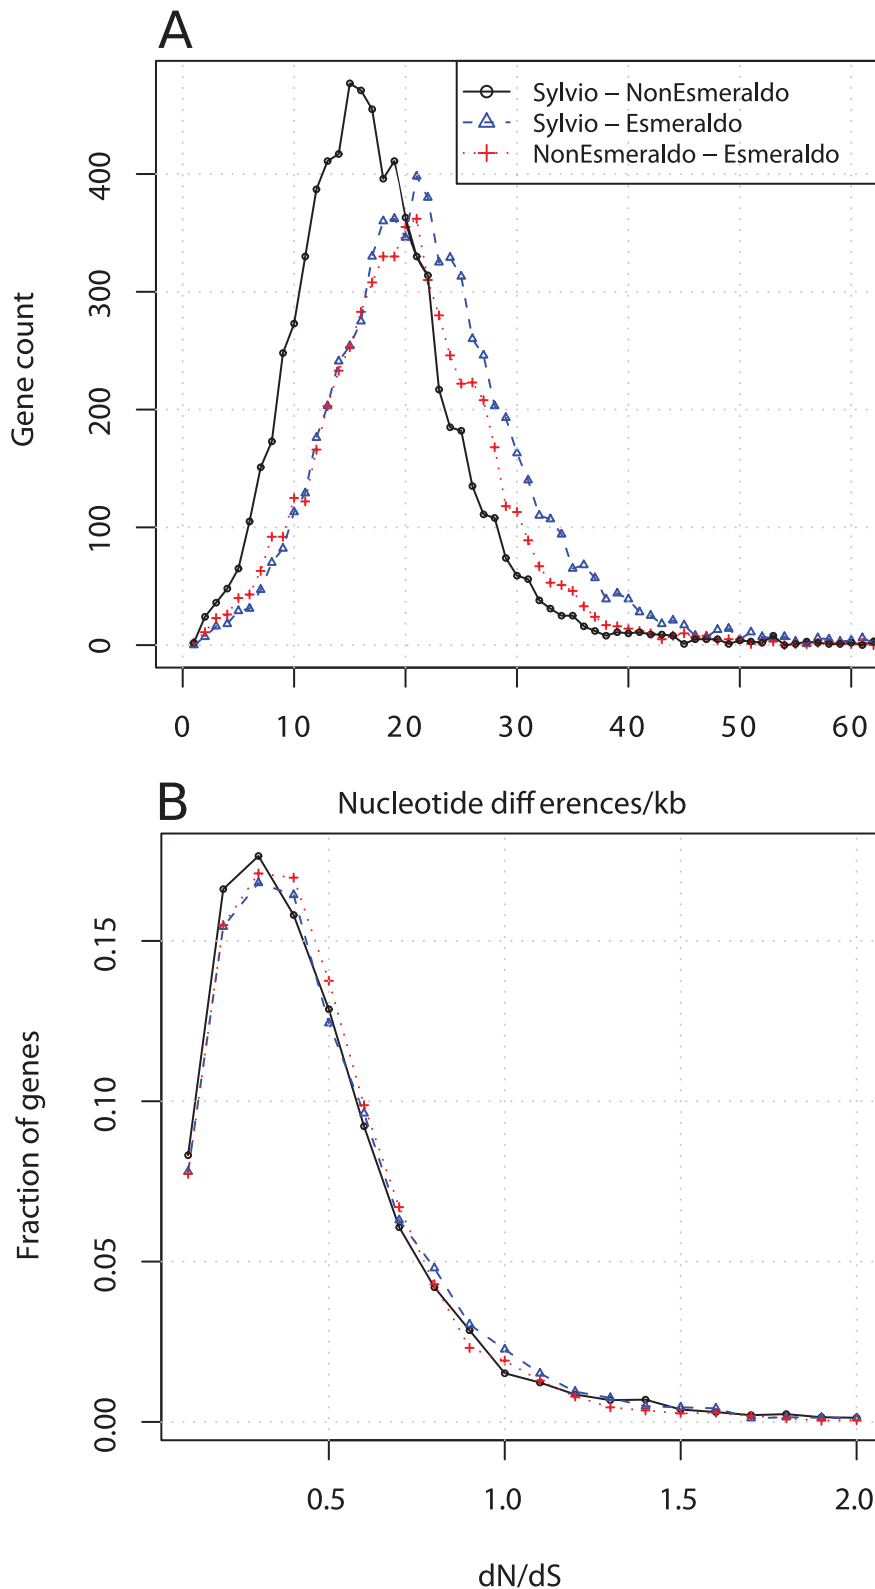 A
Sylvio – NonEsmeraldo
Sylvio – Esmeraldo
NonEsmeraldo – Esmeraldo
Gene count
400
300
200
100
0
0 10 20 30 40 50 60
Nucleotide differences/kb
B
Fraction of genes
0.15
0.10
0.05
0.00
0.5 1.0 1.5 2.0
dN/dS